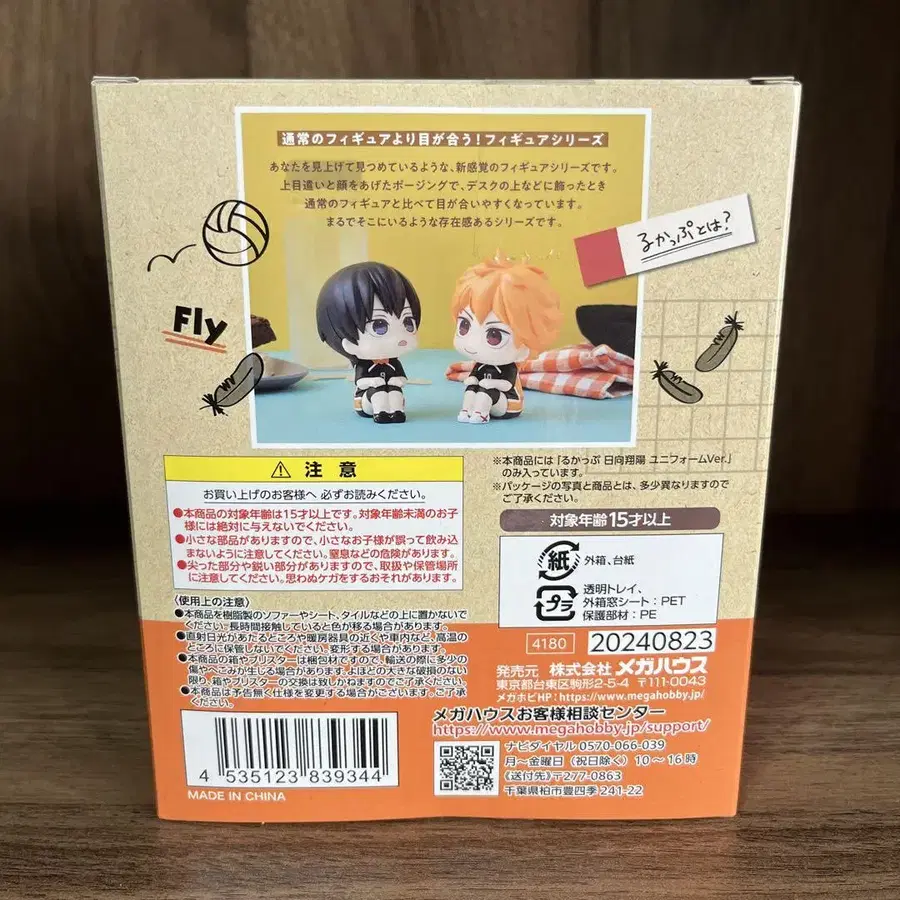 通常のフィギュアより目が合う!フィギュアシリーズ
あなたを見上げて見つめているような、新感覚のフィギュアシリーズです。
上目遣いと顔をあげたポージングで、デスクの上などに飾ったとき
通常のフィギュアと比べて目が合いやすくなっています。
まるでそこにいるような存在感あるシリーズです。
るかっぷとは?
Fly
9
10
⚠ 注意
お買い上げのお客様へ 必ずお読みください。
●本商品の対象年齢は15才以上です。対象年齢未満のお子
様には絶対に与えないでください。
●小さな部品がありますので、小さなお子様が誤って飲み込
まないように注意してください。窒息などの危険があります。
●尖った部分や鋭い部分がありますので、取扱や保管場所
に注意してください。思わぬケガをするおそれがあります。
〈使用上の注意〉
●本商品を樹脂製のソファーやシート、タイルなどの上に置かないで
ください。長時間接触していると色が移る場合があります。
●直射日光があたるところや暖房器具の近くや車内など、高温の
ところに保管しないでください。変形する場合があります。
●本商品の箱やブリスターは梱包材ですので、輸送の際に多少の
傷やへこみが生じる場合があります。よほどの大きな破損のない
限り、箱やブリスターの交換は致しかねますのでご了承ください。
●本商品は予告無く仕様を変更する場合がございます。ご了承
ください。
4 535123 839344
MADE IN CHINA
※本商品には「るかっぷ 日向翔陽 ユニフォームVer.」
のみ入っています。
※パッケージの写真と商品とは、多少異なりますので
ご了承ください。
対象年齢15才以上
紙 外箱、台紙
プラ 透明トレイ、
外箱窓シート:PET
保護部材:PE
4180 20240823
発売元 株式会社メガハウス
東京都台東区駒形2-5-4 〒111-0043
メガホビHP:https://www.megahobby.jp/
メガハウスお客様相談センター
https://www.megahobby.jp/support/
ナビダイヤル 0570-066-039
月~金曜日(祝日除く)10~16時
《送付先》〒277-0863
千葉県柏市豊四季241-22